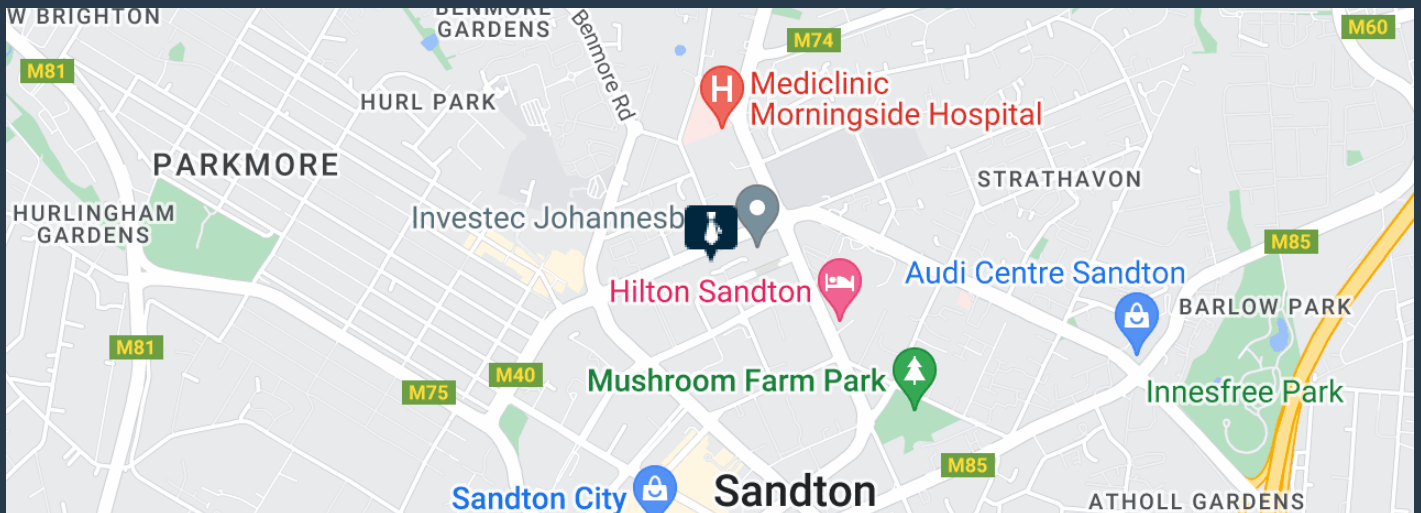 W BRIGHTON
BENMORE
GARDENS
Benmore Rd
M74
M60
M81
HURL PARK
H
Mediclinic
Morningside Hospital
PARKMORE
STRATHAVON
HURLINGHAM
GARDENS
Investec Johannesb
M85
Audi Centre Sandton
Hilton Sandton
BARLOW PARK
M81
M40
M75
Mushroom Farm Park
Innesfree Park
M85
Sandton City
Sandton
ATHOLL GARDENS